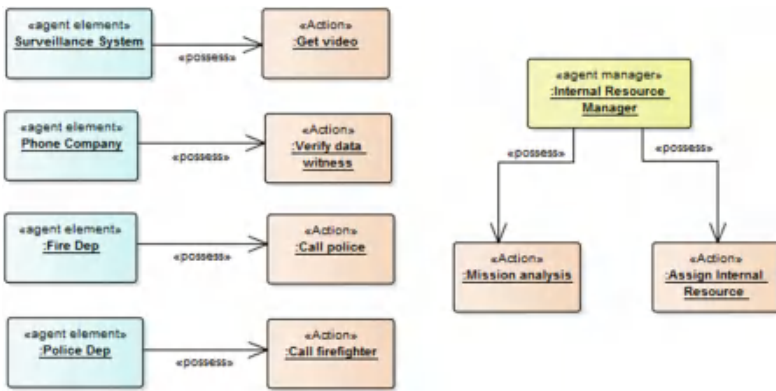 «agent element»
Surveillance System
«possess»
«Action»
:Get video
«agent element»
Phone Company
«possess»
«Action»
:Verify data
witness
«agent element»
:Fire Dep
«possess»
«Action»
:Call police
«agent element»
:Police Dep
«possess»
«Action»
:Call firefighter
«agent manager»
:Internal Resource
Manager
«possess»
«possess»
«Action»
:Mission analysis
«Action»
:Assign Internal
Resource